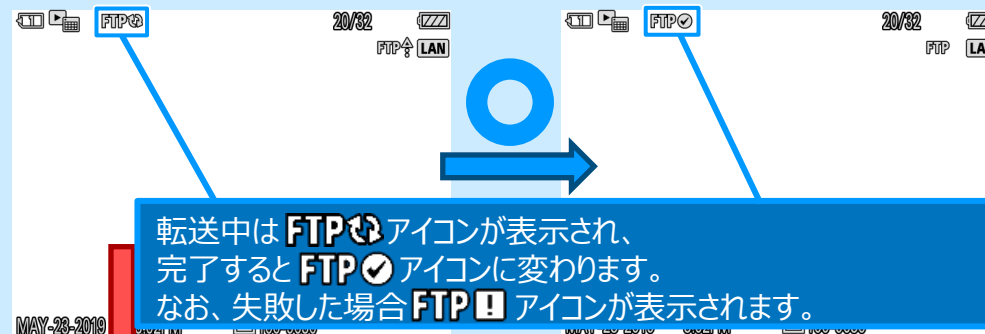 FTP
20/32
FTP LAN
FTP
20/32
FTP
転送中は FTP アイコンが表示され、
完了すると FTP アイコンに変わります。
なお、失敗した場合 FTP ! アイコンが表示されます。
MAY-23-2019